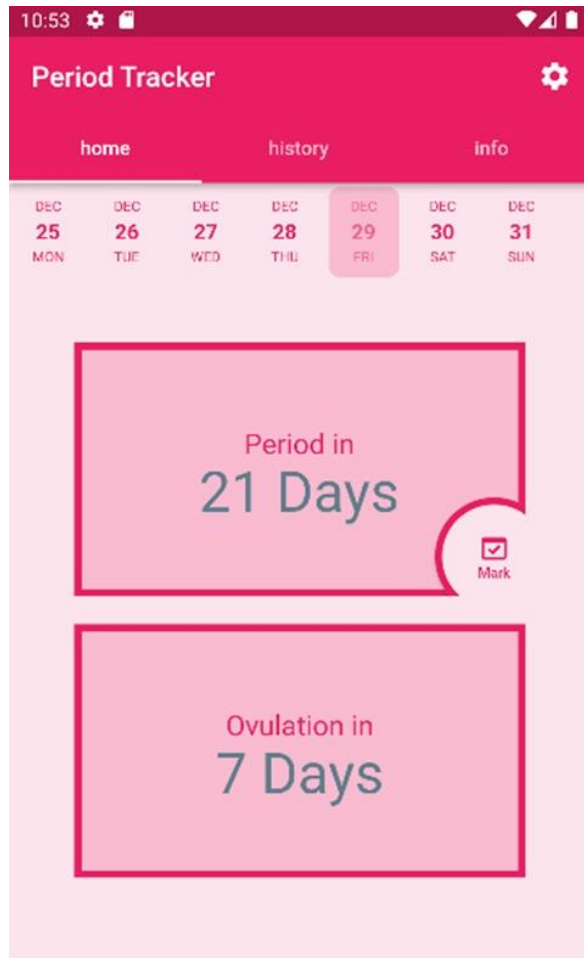 10:53
Period Tracker
home history info
DEC DEC DEC DEC DEC DEC DEC
25 26 27 28 29 30 31
MON TUE WED THU FRI SAT SUN
Period in
21 Days
Mark
Ovulation in
7 Days